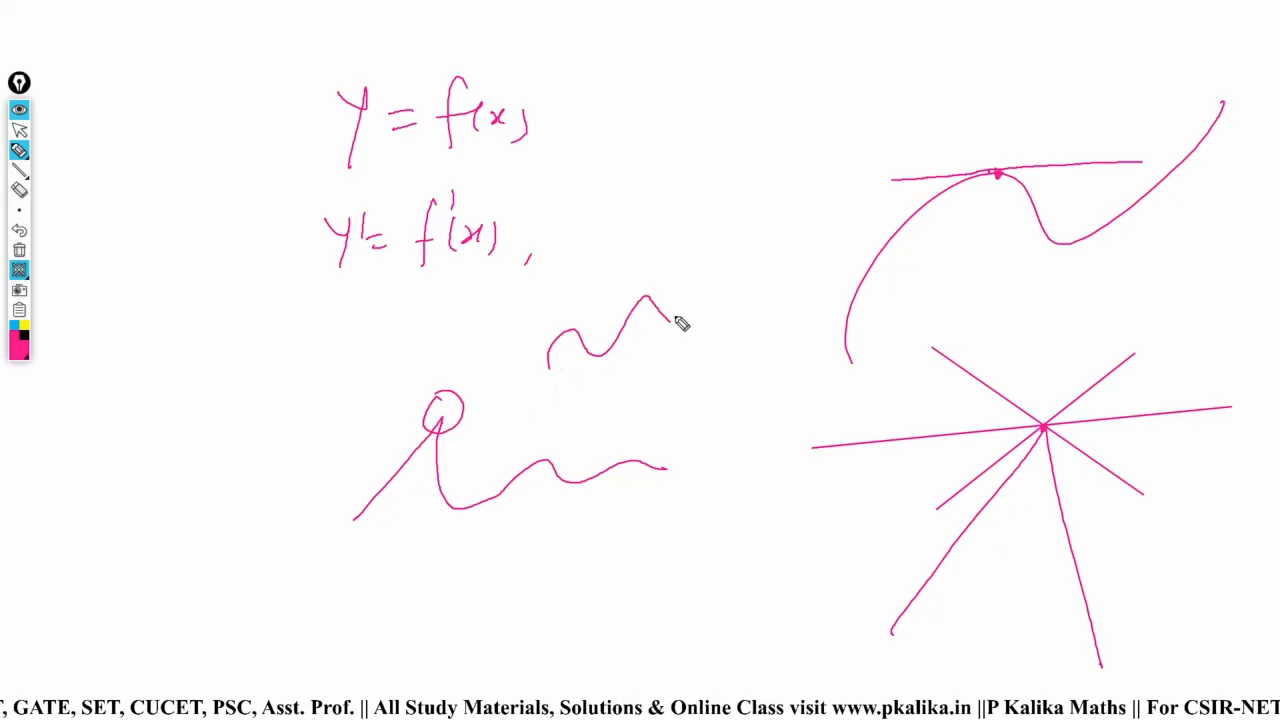 y = f(x)
y' = f'(x) ,
T, GATE, SET, CUCET, PSC, Asst. Prof. || All Study Materials, Solutions & Online Class visit www.pkalika.in ||P Kalika Maths || For CSIR-NET